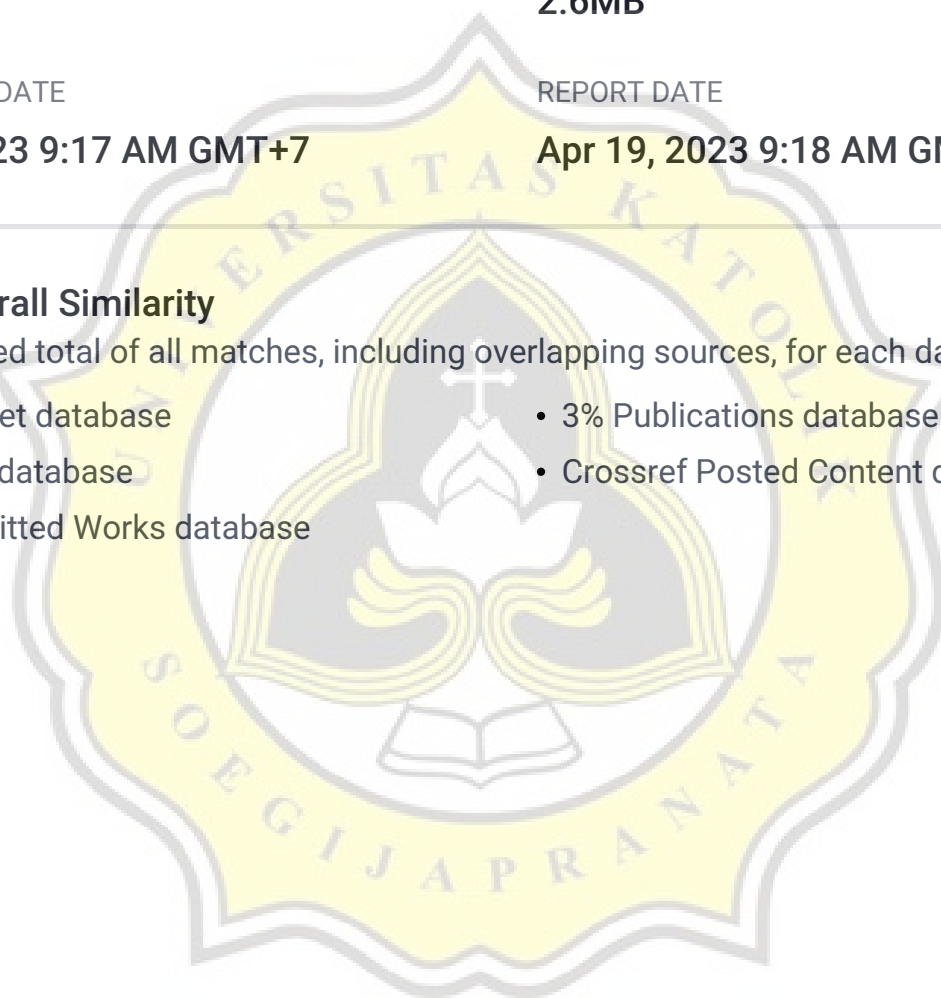 2.6MB
DATE
REPORT DATE
23 9:17 AM GMT+7
Apr 19, 2023 9:18 AM
UNIVERSITAS KATOLIK
rall Similarity
ed total of all matches, including overlapping sources, for each
et database
• 3% Publications database
database
• Crossref Posted Content
itted Works database
SOEGIJAPRANATA